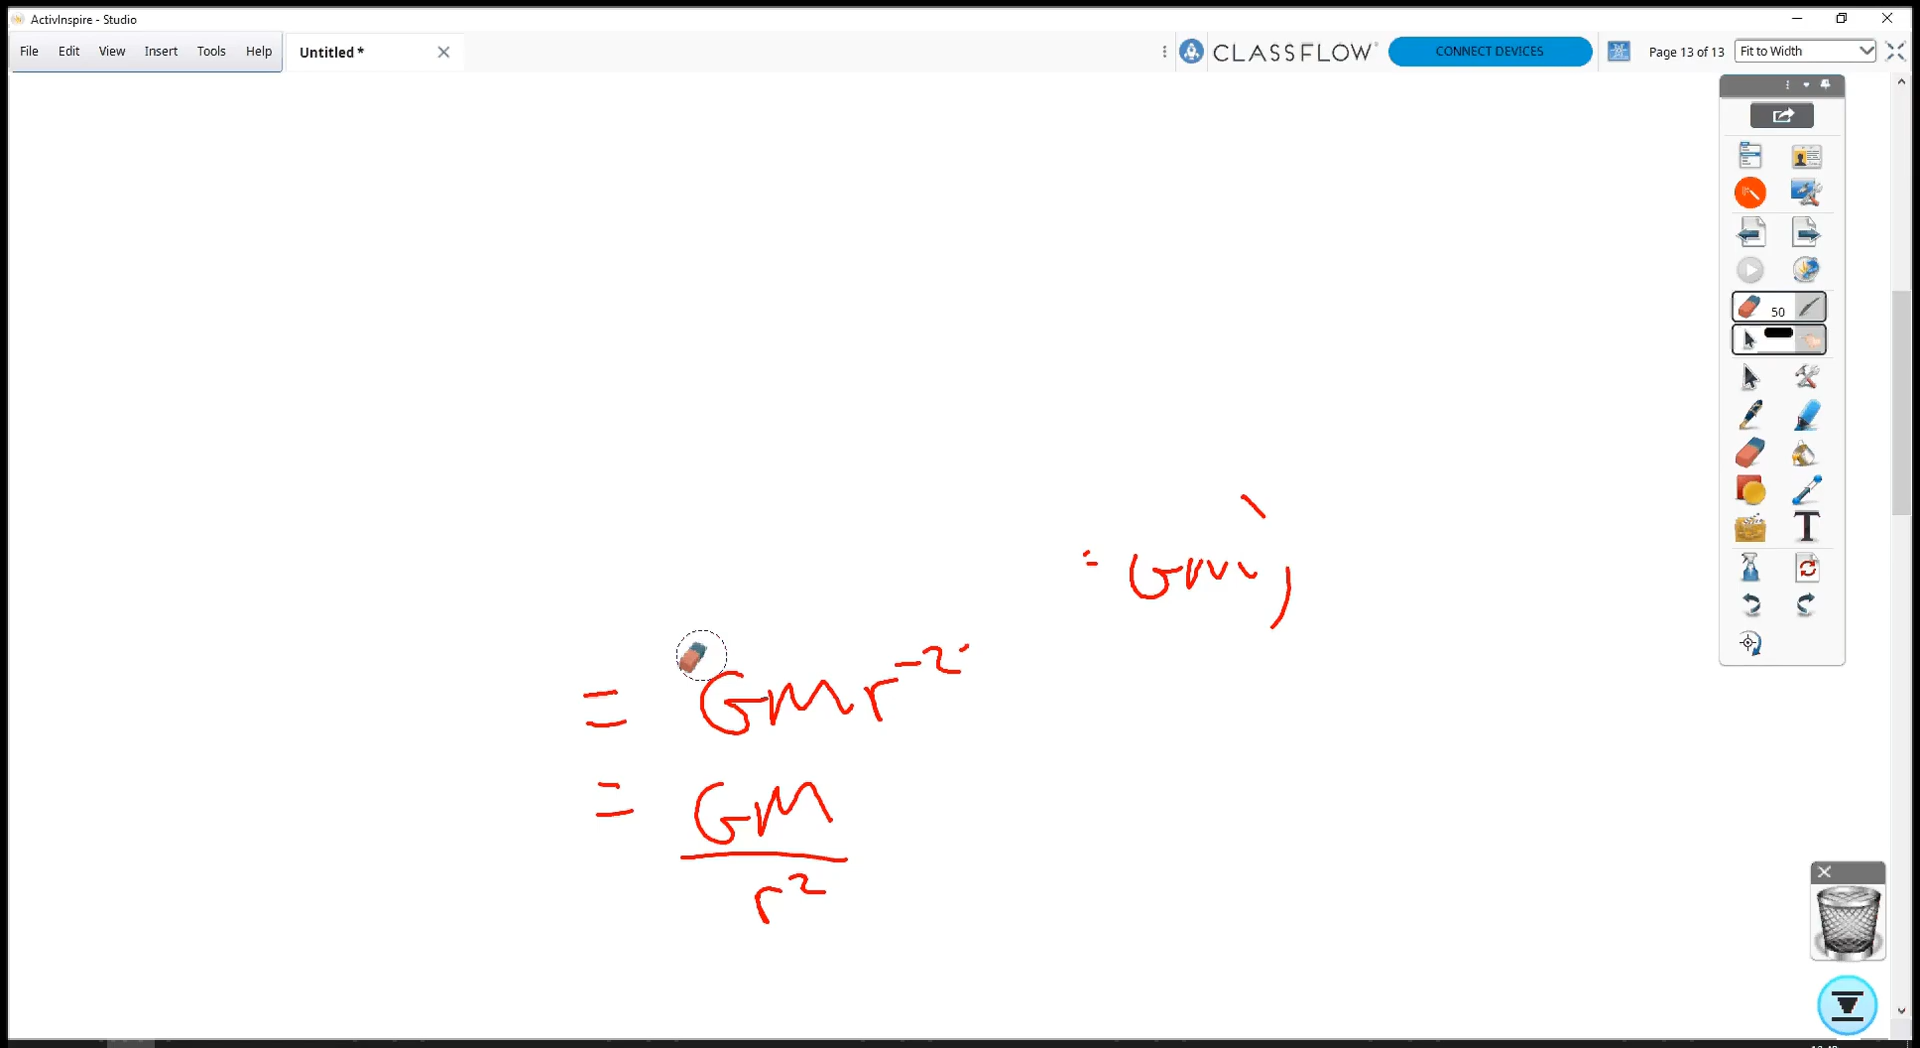 ActivInspire - Studio
File Edit View Insert Tools Help Untitled * CLASSFLOW CONNECT DEVICES Page 13 of 13 Fit to Width
50
= GM
= GMr⁻²
= GM
r²